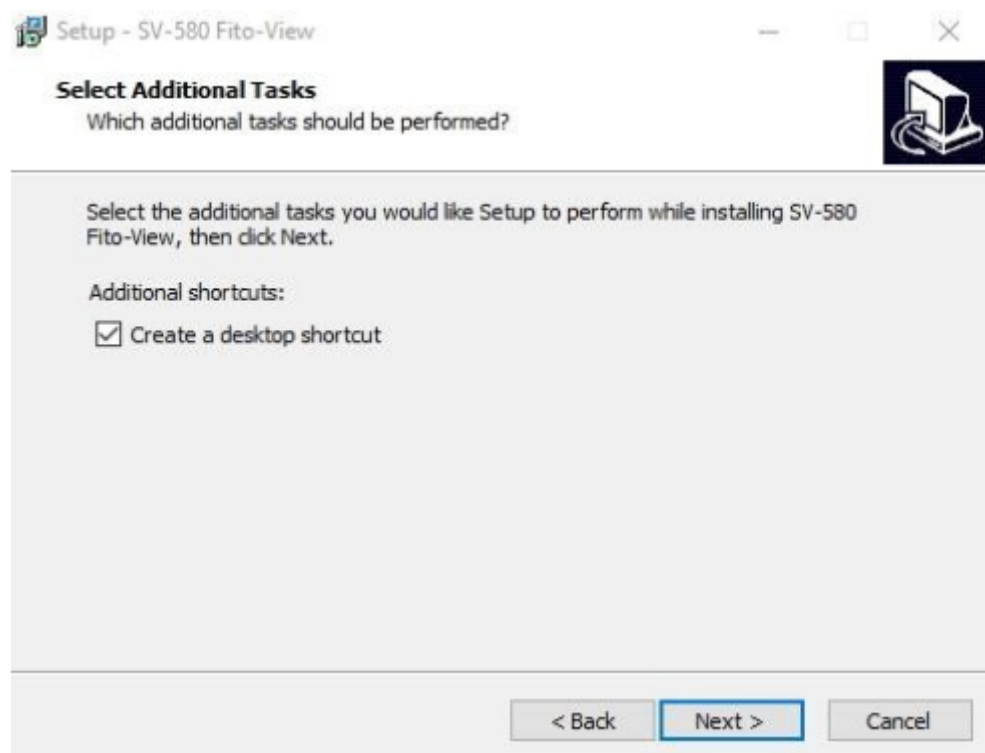 Setup - SV-580 Fito-View
Select Additional Tasks
Which additional tasks should be performed?
Select the additional tasks you would like Setup to perform while installing SV-580
Fito-View, then click Next.
Additional shortcuts:
Create a desktop shortcut
< Back
Next >
Cancel